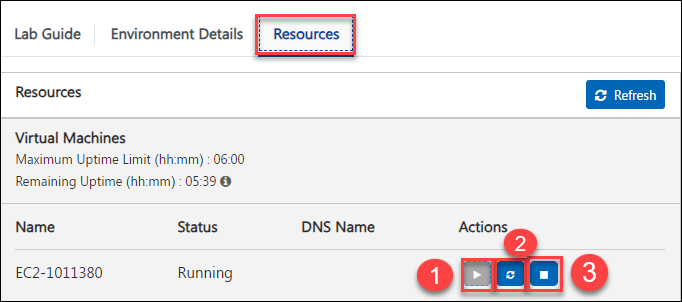 Lab Guide Environment Details Resources
Resources Refresh
Virtual Machines
Maximum Uptime Limit (hh:mm) : 06:00
Remaining Uptime (hh:mm) : 05:39
Name Status DNS Name Actions
2
EC2-1011380 Running 1 3